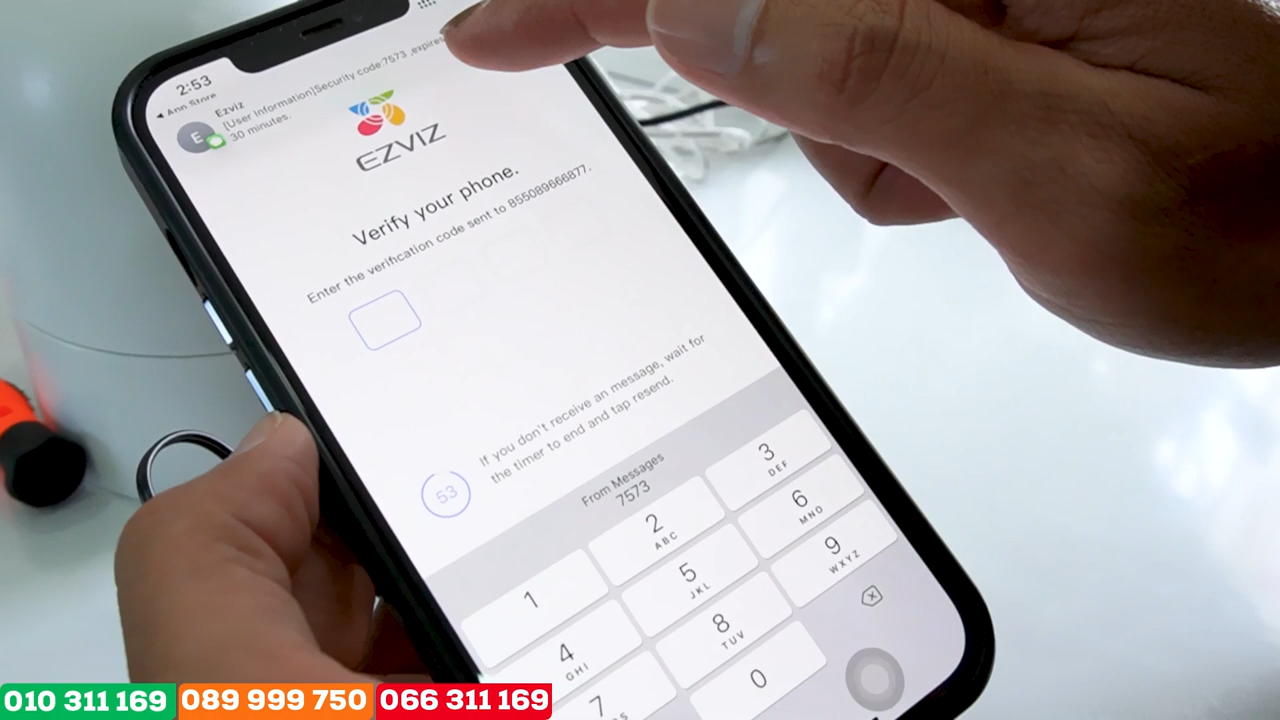 2:53
Ann Store
Ezviz
[User Information]Security code:7573 ,expires
30 minutes.
E
EZVIZ
Verify your phone.
Enter the verification code sent to 855089666877.
If you don't receive an message, wait for
the timer to end and tap resend.
53
From Messages
7573
1
2 ABC
3 DEF
4 GHI
5 JKL
6 MNO
7
8 TUV
9 WXYZ
0
010 311 169
089 999 750
066 311 169